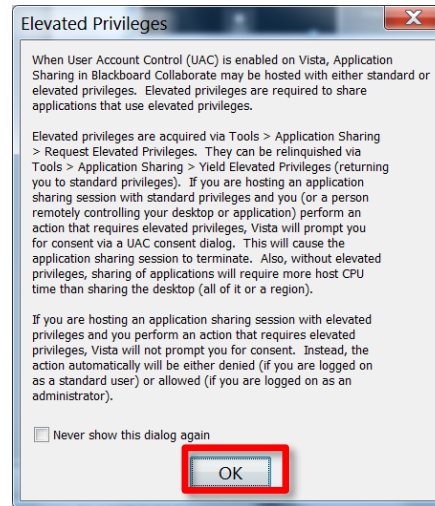 Elevated Privileges
When User Account Control (UAC) is enabled on Vista, Application
Sharing in Blackboard Collaborate may be hosted with either standard or
elevated privileges. Elevated privileges are required to share
applications that use elevated privileges.
Elevated privileges are acquired via Tools > Application Sharing
> Request Elevated Privileges. They can be relinquished via
Tools > Application Sharing > Yield Elevated Privileges (returning
you to standard privileges). If you are hosting an application
sharing session with standard privileges and you (or a person
remotely controlling your desktop or application) perform an
action that requires elevated privileges, Vista will prompt you
for consent via a UAC consent dialog. This will cause the
application sharing session to terminate. Also, without elevated
privileges, sharing of applications will require more host CPU
time than sharing the desktop (all of it or a region).
If you are hosting an application sharing session with elevated
privileges and you perform an action that requires elevated
privileges, Vista will not prompt you for consent. Instead, the
action automatically will be either denied (if you are logged on
as a standard user) or allowed (if you are logged on as an
administrator).
Never show this dialog again
OK